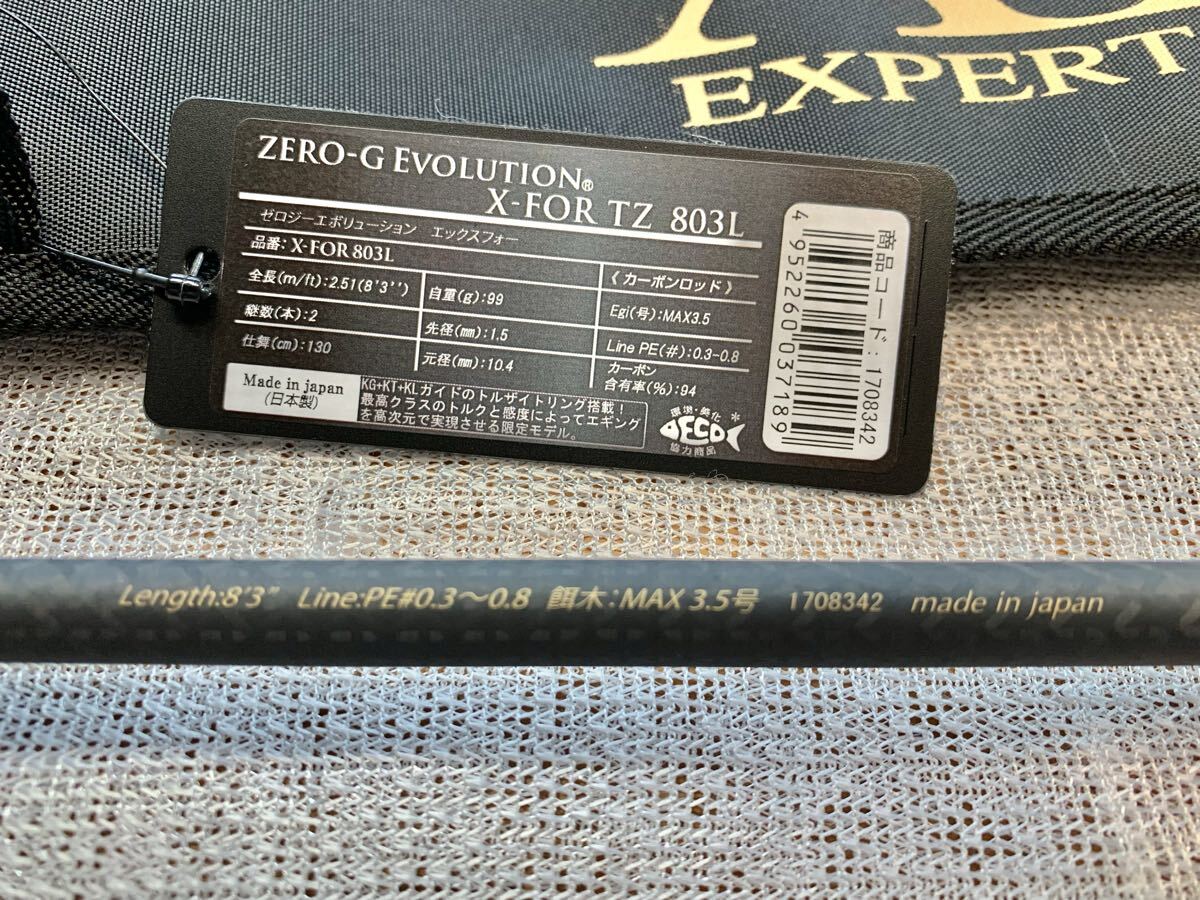 EXPERT
ZERO-G EVOLUTION®
X-FOR TZ 803L
ゼロジーエボリューション エックスフォー
品番: X-FOR 803L
全長(m/ft):2.51(8'3'')
自重(g):99
《 カーボンロッド 》
継数(本):2
先径(mm):1.5
Egi(号):MAX3.5
仕舞(cm):130
元径(mm):10.4
Line PE(#):0.3-0.8
カーボン
含有率(%):94
Made in japan
(日本製)
KG+KT+KLガイドのトルザイトリング搭載!
最高クラスのトルクと感度によってエギング
を高次元で実現させる限定モデル。
環境・美化
EFCO
協力商品
4 952260 037189
商品コード:1708342
Length:8'3" Line:PE#0.3〜0.8 餌木:MAX 3.5号 1708342 made in japan